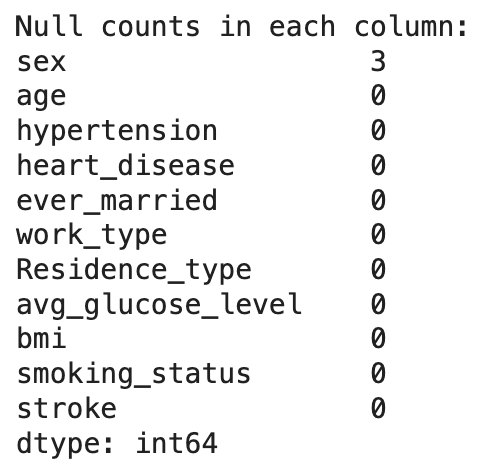 Null counts in each column:
sex 3
age 0
hypertension 0
heart_disease 0
ever_married 0
work_type 0
Residence_type 0
avg_glucose_level 0
bmi 0
smoking_status 0
stroke 0
dtype: int64